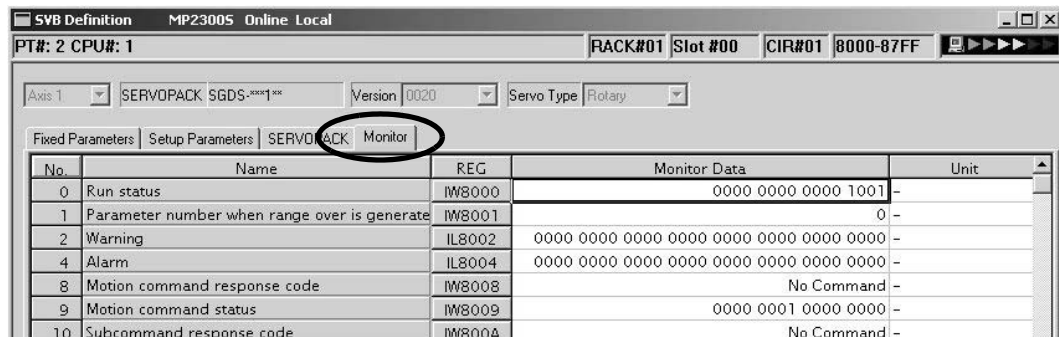 SVB Definition MP2300S Online Local
PT#: 2 CPU#: 1 RACK#01 Slot #00 CIR#01 8000-87FF
Axis 1 SERVOPACK SGDS-***1** Version 0020 Servo Type Rotary
Fixed Parameters Setup Parameters SERVOPACK Monitor
No. Name REG Monitor Data Unit
0 Run status IW8000 0000 0000 0000 1001 -
1 Parameter number when range over is generate IW8001 0 -
2 Warning IL8002 0000 0000 0000 0000 0000 0000 0000 0000 -
4 Alarm IL8004 0000 0000 0000 0000 0000 0000 0000 0000 -
8 Motion command response code IW8008 No Command -
9 Motion command status IW8009 0000 0001 0000 0000 -
10 Subcommand response code IW800A No Command -